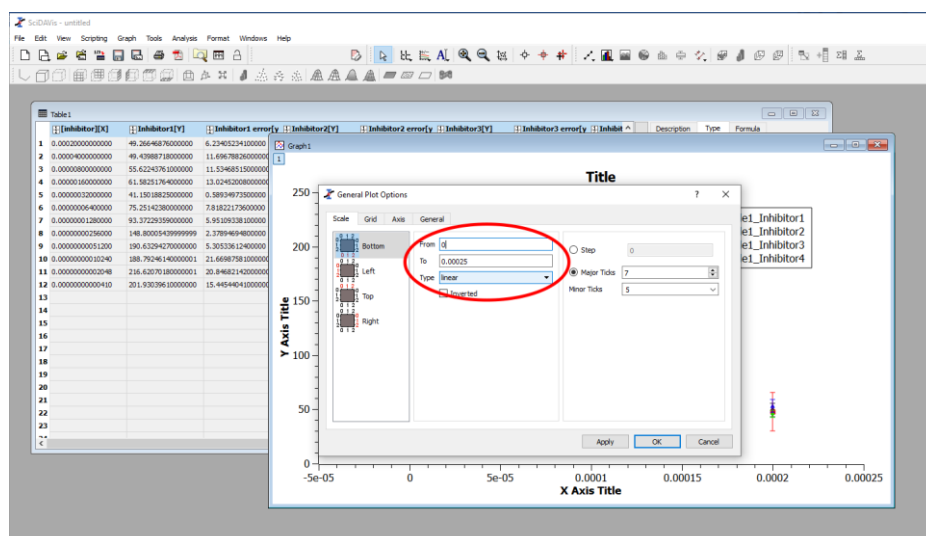 SciDAVis - untitled
File Edit View Scripting Graph Tools Analysis Format Windows Help
Table1
[inhibitor][X] Inhibitor1[Y] Inhibitor1 error[y Inhibitor2[Y] Inhibitor2 error[y Inhibitor3[Y] Inhibitor3 error[y Inhibit
Description Type Formula
1 0.00020000000000 49.26646876000000 6.23405234100000
2 0.00004000000000 49.43988718000000 11.69678826000000
3 0.00000800000000 55.62243761000000 11.53468515000000
4 0.00000160000000 61.58251764000000 13.02452008000000
5 0.00000032000000 41.15018825000000 0.58934973500000
6 0.00000006400000 75.25142380000000 7.81822173600000
7 0.00000001280000 93.37229359000000 5.95109338100000
8 0.00000000256000 148.80005439999999 2.37894694800000
9 0.00000000051200 190.63294270000000 5.30533612400000
10 0.00000000010240 188.79246140000001 21.66987581000000
11 0.00000000002048 216.62070180000001 20.84682142000000
12 0.00000000000410 201.93039610000000 15.44544041000000
13
14
15
16
17
18
19
20
21
22
23
Graph1
1
Title
General Plot Options ? X
Scale Grid Axis General
Bottom
Left
Top
Right
From 0
To 0.00025
Type linear
Inverted
Step 0
Major Ticks 7
Minor Ticks 5
Apply OK Cancel
e1_Inhibitor1
e1_Inhibitor2
e1_Inhibitor3
e1_Inhibitor4
Y Axis Title
250
200
150
100
50
0
-5e-05 0 5e-05 0.0001 0.00015 0.0002 0.00025
X Axis Title